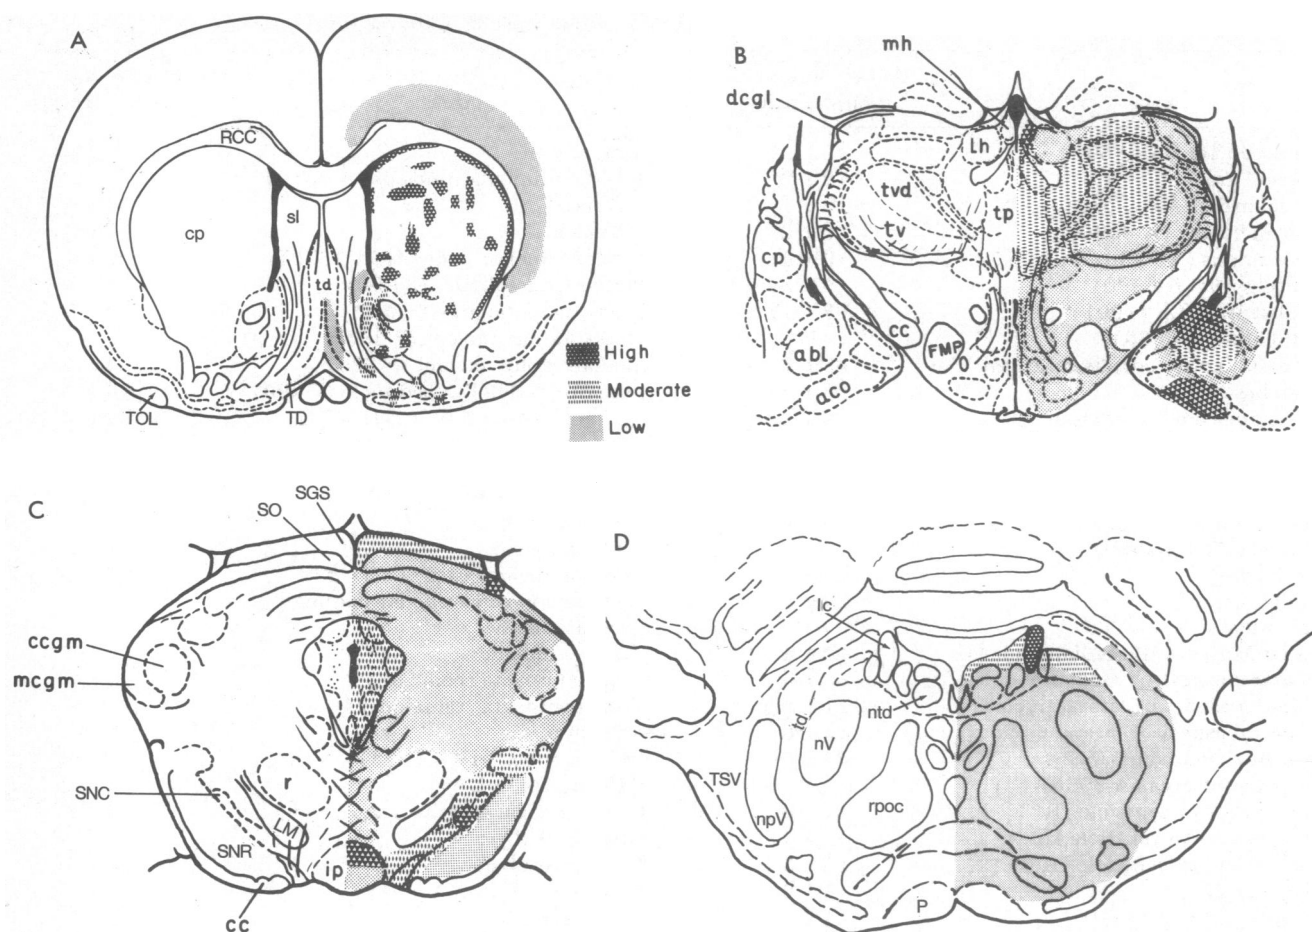 A
RCC
sl
cp
td
TOL
TD
High
Moderate
Low
B
mh
dcgl
lh
tvd
tp
tv
cp
cc
FMP
abl
aco
C
SGS
SO
ccgm
mcgm
r
SNC
LM
SNR
ip
cc
D
lc
ntd
nV
TSV
npV
rpoc
P